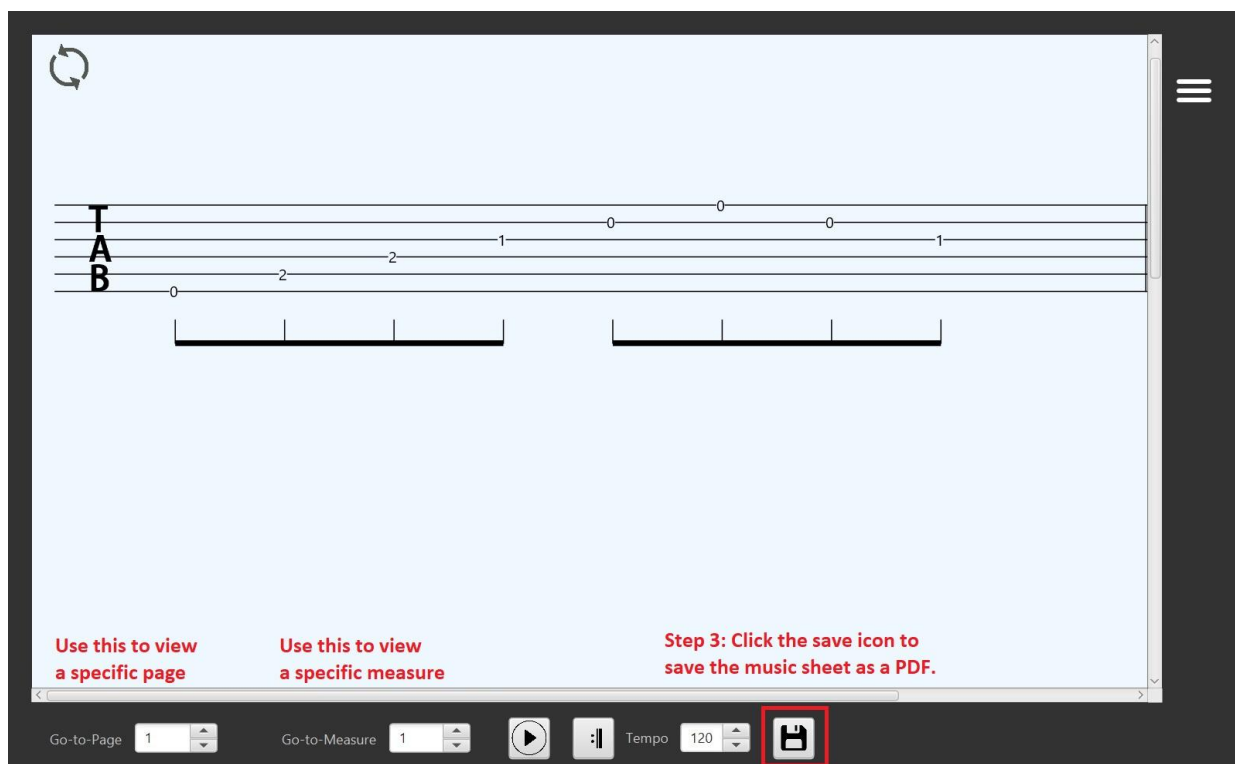 T
A
B
0
0
0
1
1
2
2
0
Use this to view
a specific page
Use this to view
a specific measure
Step 3: Click the save icon to
save the music sheet as a PDF.
Go-to-Page 1 Go-to-Measure 1 Tempo 120